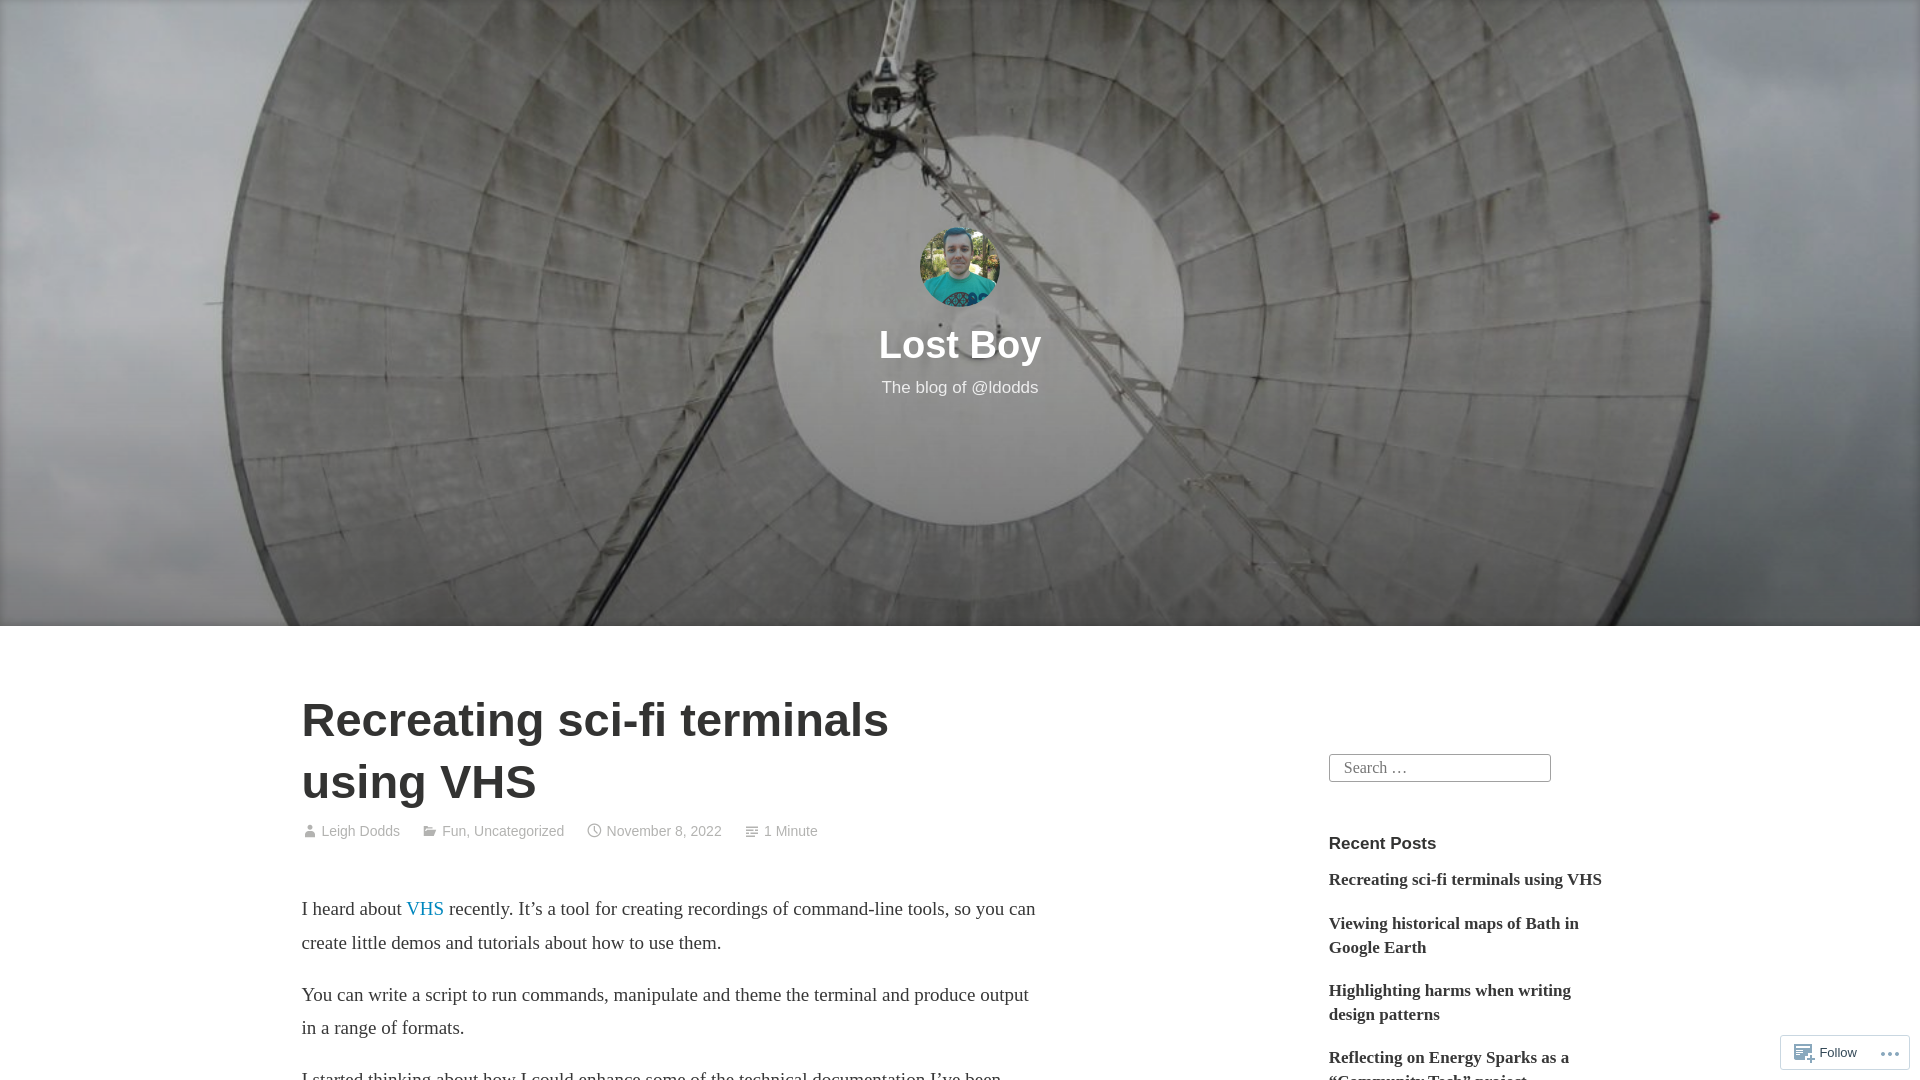 Lost Boy
The blog of @ldodds
Recreating sci-fi terminals
using VHS
Leigh Dodds Fun, Uncategorized November 8, 2022 1 Minute
I heard about VHS recently. It’s a tool for creating recordings of command-line tools, so you can
create little demos and tutorials about how to use them.
You can write a script to run commands, manipulate and theme the terminal and produce output
in a range of formats.
I started thinking about how I could enhance some of the technical documentation I’ve been
Search …
Recent Posts
Recreating sci-fi terminals using VHS
Viewing historical maps of Bath in
Google Earth
Highlighting harms when writing
design patterns
Reflecting on Energy Sparks as a
“Community Tech” project
Follow